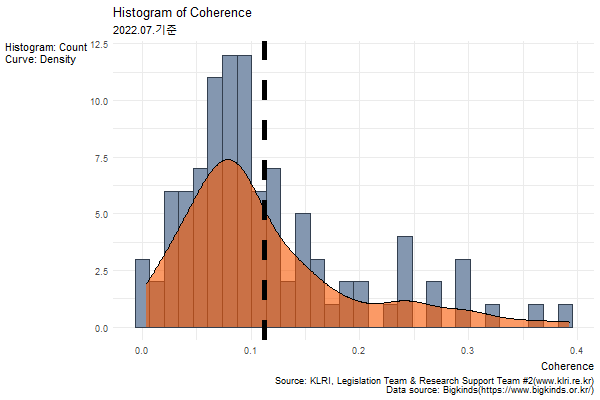 Histogram of Coherence
2022.07.기준
Histogram: Count
Curve: Density
12.5
10.0
7.5
5.0
2.5
0.0
0.0 0.1 0.2 0.3 0.4
Coherence
Source: KLRI, Legislation Team & Research Support Team #2(www.klri.re.kr)
Data source: Bigkinds(https://www.bigkinds.or.kr/)